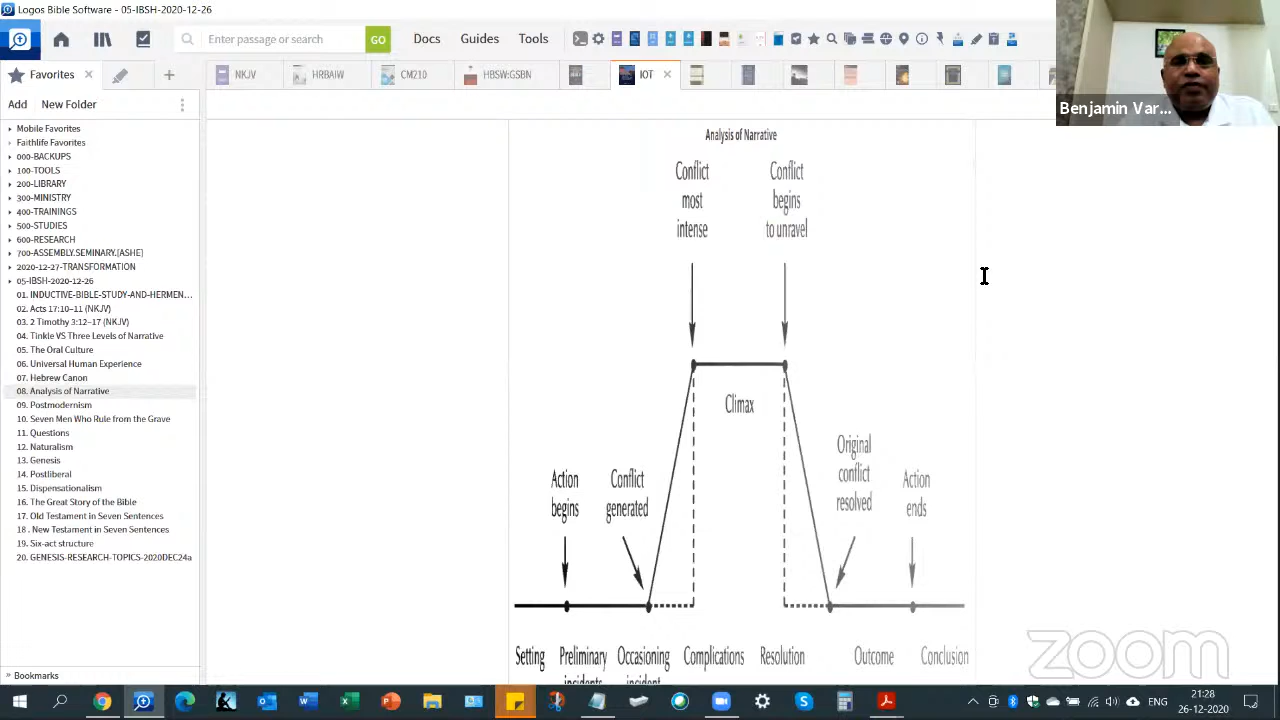 Logos Bible Software - 05-IBSH-2020-12-26
Enter passage or search
GO
Docs Guides Tools
Favorites
NKJV
HRBAIW
CM210
HBSW:GSBN
IOT
Add New Folder
Mobile Favorites
Faithlife Favorites
000-BACKUPS
100-TOOLS
200-LIBRARY
300-MINISTRY
400-TRAININGS
500-STUDIES
600-RESEARCH
700-ASSEMBLY.SEMINARY.[ASHE]
2020-12-27-TRANSFORMATION
05-IBSH-2020-12-26
01. INDUCTIVE-BIBLE-STUDY-AND-HERMEN...
02. Acts 17:10–11 (NKJV)
03. 2 Timothy 3:12–17 (NKJV)
04. Tinkle VS Three Levels of Narrative
05. The Oral Culture
06. Universal Human Experience
07. Hebrew Canon
08. Analysis of Narrative
09. Postmodernism
10. Seven Men Who Rule from the Grave
11. Questions
12. Naturalism
13. Genesis
14. Postliberal
15. Dispensationalism
16. The Great Story of the Bible
17. Old Testament in Seven Sentences
18 . New Testament in Seven Sentences
19. Six-act structure
20. GENESIS-RESEARCH-TOPICS-2020DEC24a
Bookmarks
Analysis of Narrative
Conflict
most
intense
Conflict
begins
to unravel
Climax
Action
begins
Conflict
generated
Original
conflict
resolved
Action
ends
Setting Preliminary Occasioning Complications Resolution Outcome Conclusion
incidents incident
Benjamin Var...
zoom
21:28
26-12-2020